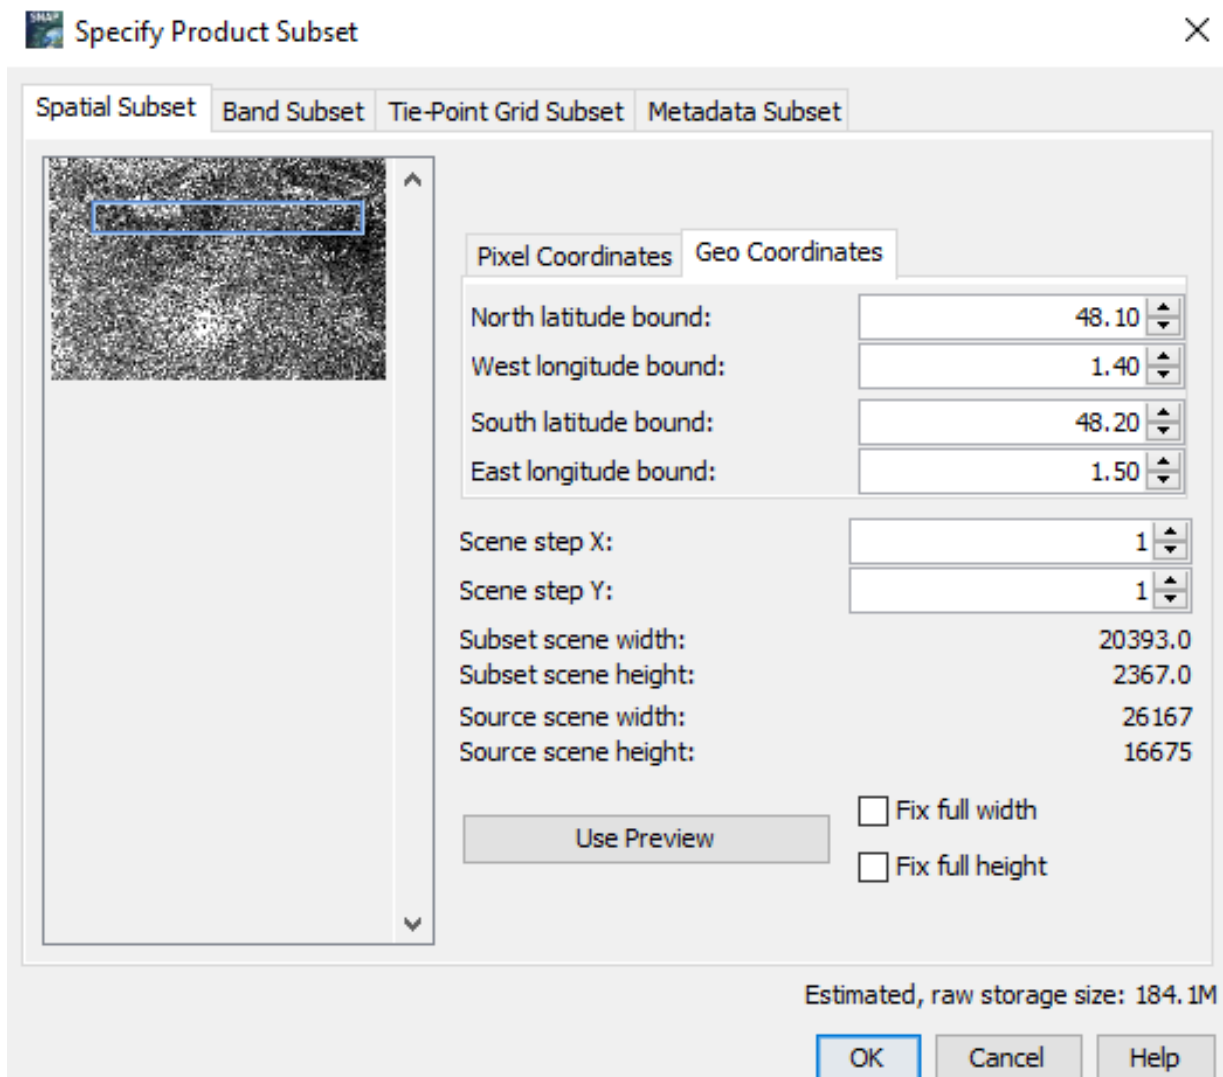 SNAP
Specify Product Subset
Spatial Subset Band Subset Tie-Point Grid Subset Metadata Subset
Pixel Coordinates Geo Coordinates
North latitude bound: 48.10
West longitude bound: 1.40
South latitude bound: 48.20
East longitude bound: 1.50
Scene step X: 1
Scene step Y: 1
Subset scene width: 20393.0
Subset scene height: 2367.0
Source scene width: 26167
Source scene height: 16675
Use Preview
Fix full width
Fix full height
Estimated, raw storage size: 184.1M
OK Cancel Help